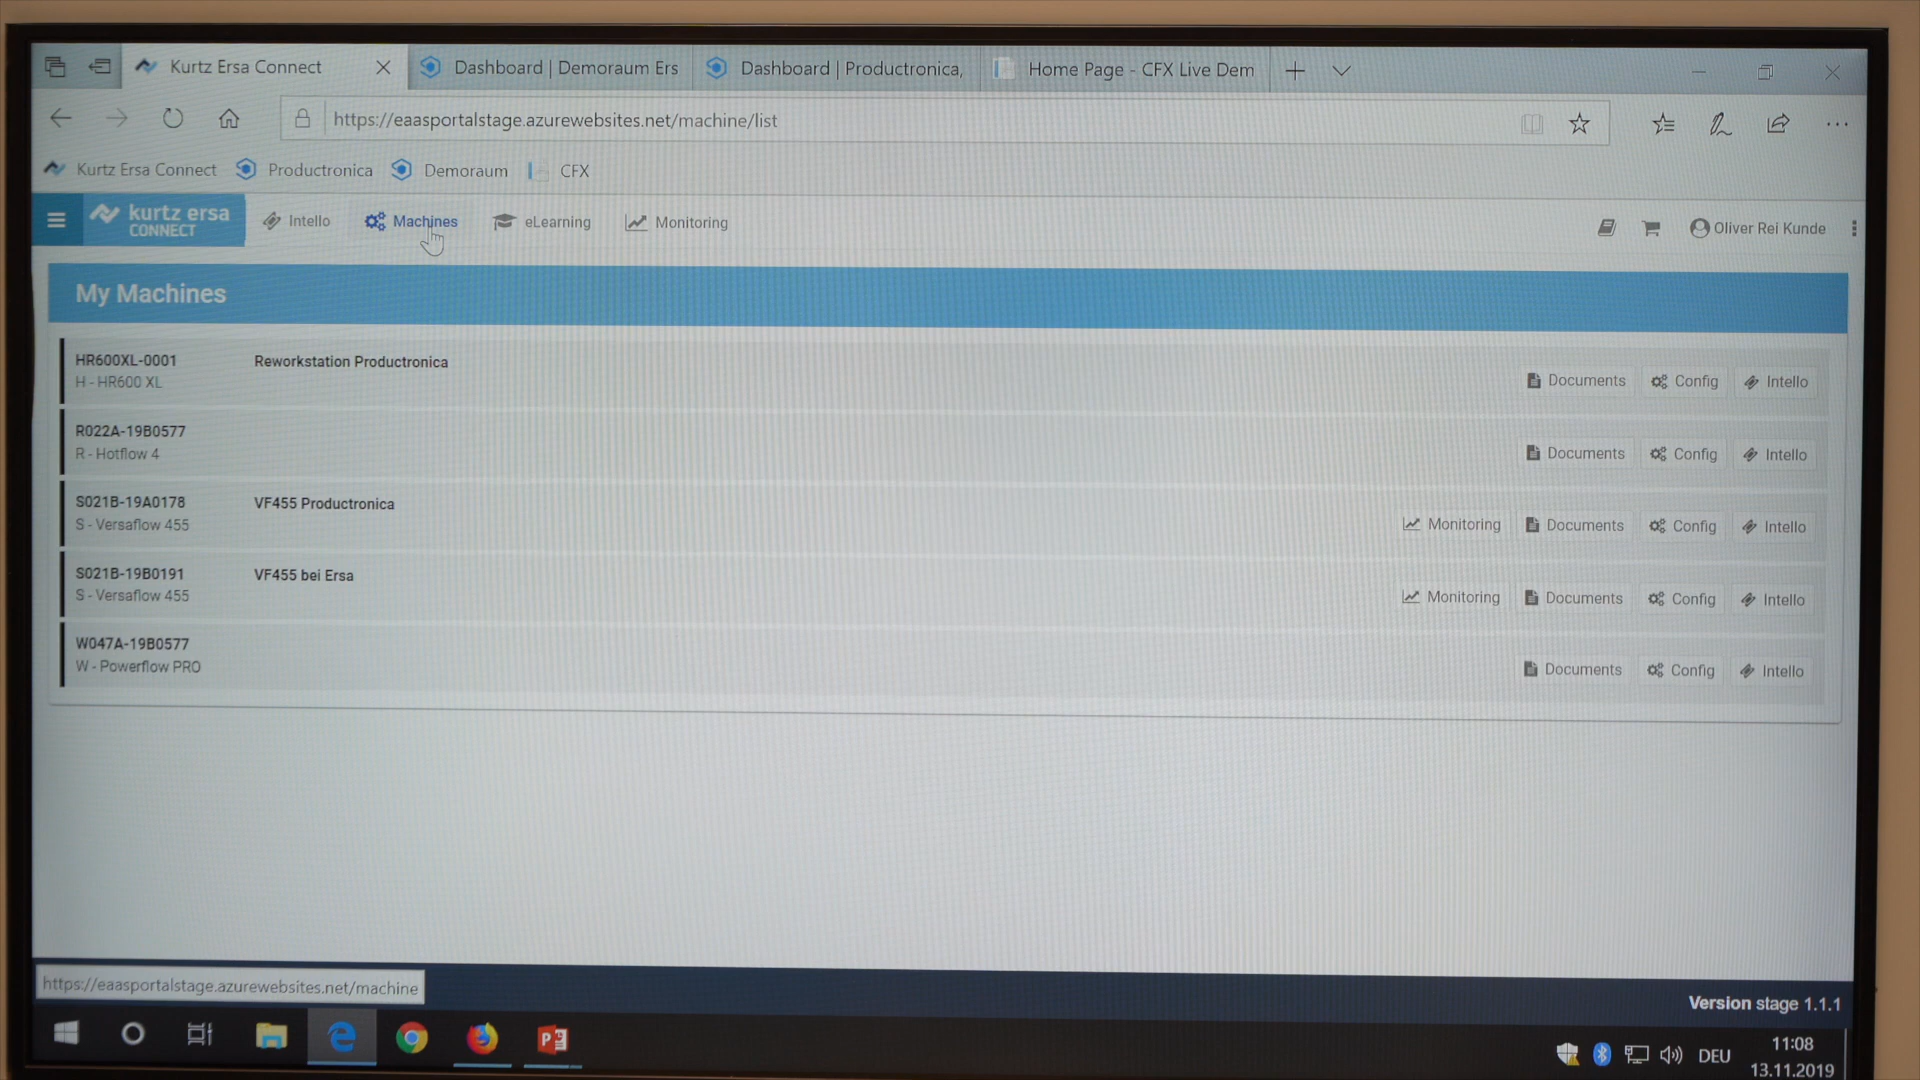 Kurtz Ersa Connect
Dashboard | Demoraum Ers
Dashboard | Productronica,
Home Page - CFX Live Dem
https://eaasportalstage.azurewebsites.net/machine/list
Kurtz Ersa Connect
Productronica
Demoraum
CFX
kurtz ersa
CONNECT
Intello
Machines
eLearning
Monitoring
Oliver Rei Kunde
My Machines
HR600XL-0001 Reworkstation Productronica
H - HR600 XL
Documents Config Intello
R022A-19B0577
R - Hotflow 4
Documents Config Intello
S021B-19A0178 VF455 Productronica
S - Versaflow 455
Monitoring Documents Config Intello
S021B-19B0191 VF455 bei Ersa
S - Versaflow 455
Monitoring Documents Config Intello
W047A-19B0577
W - Powerflow PRO
Documents Config Intello
https://eaasportalstage.azurewebsites.net/machine
Version stage 1.1.1
DEU
11:08
13.11.2019